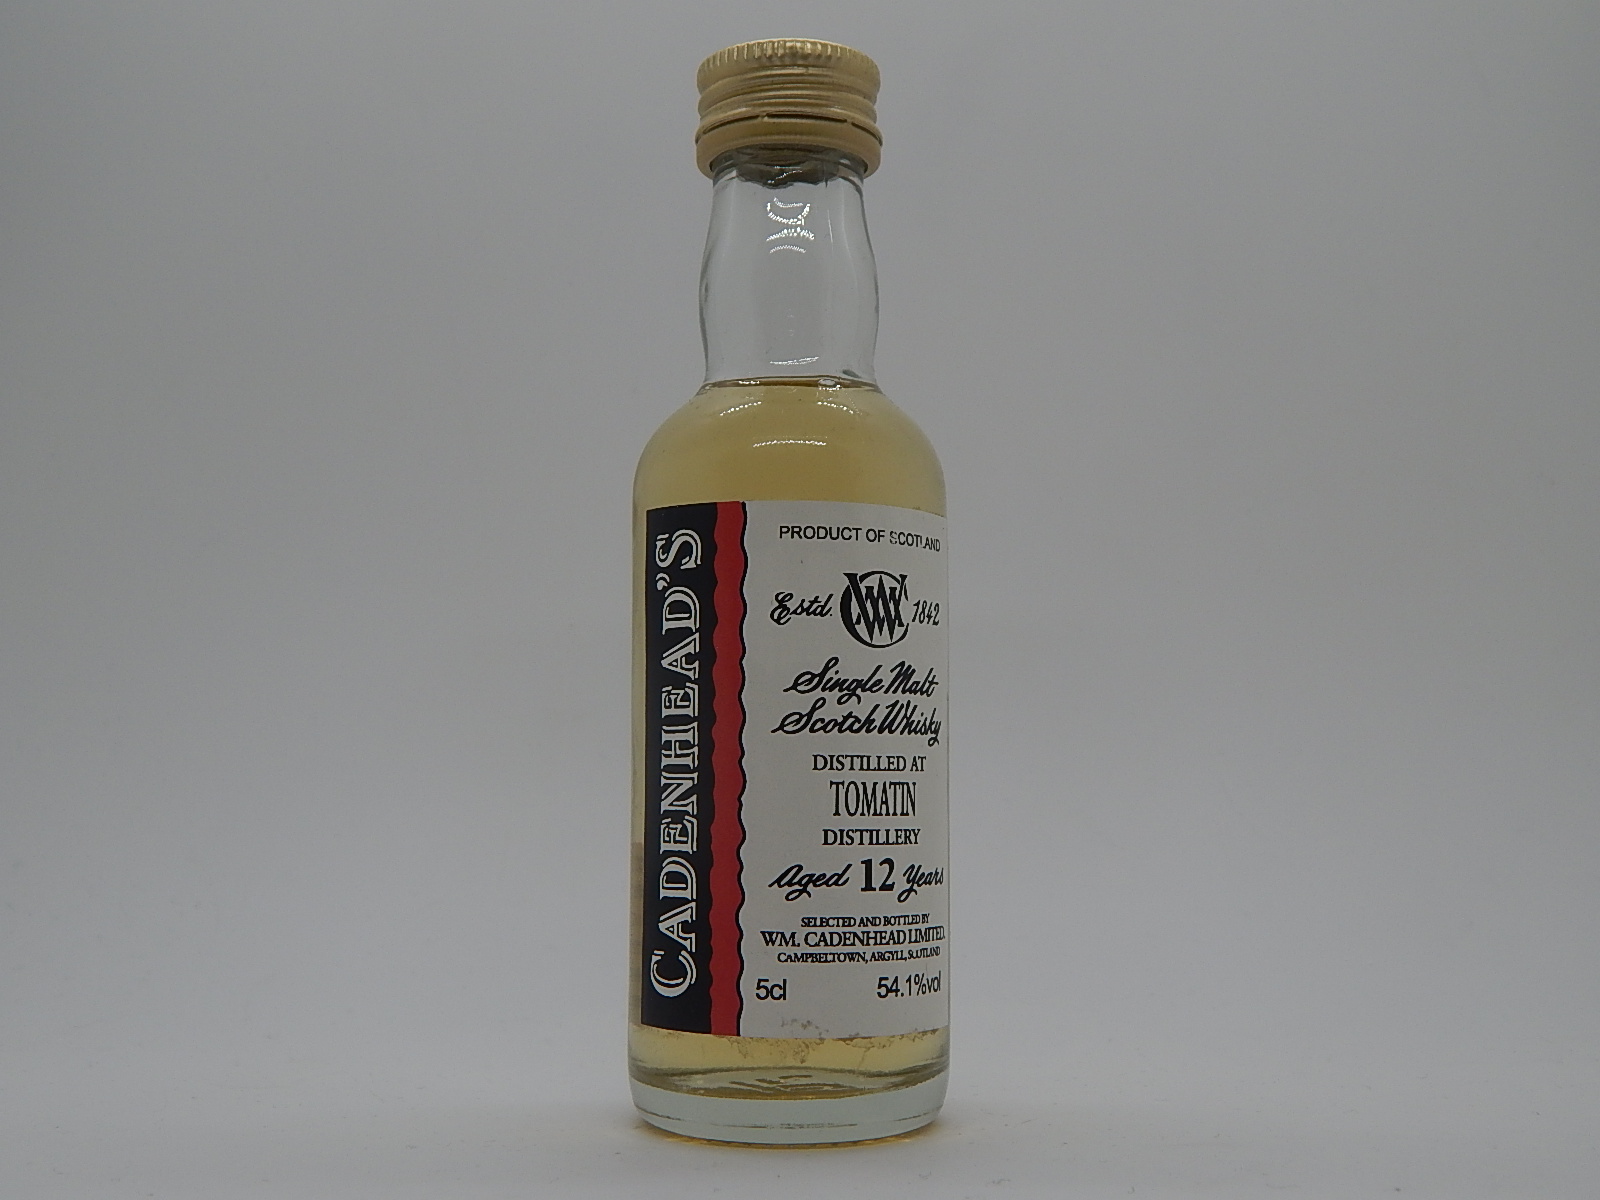 CADENHEAD'S
PRODUCT OF SCOTLAND
Estd. WC 1842
Single Malt
Scotch Whisky
DISTILLED AT
TOMATIN
DISTILLERY
Aged 12 Years
SELECTED AND BOTTLED BY
WM. CADENHEAD LIMITED.
CAMPBELTOWN, ARGYLL, SCOTLAND
5cl 54.1%vol